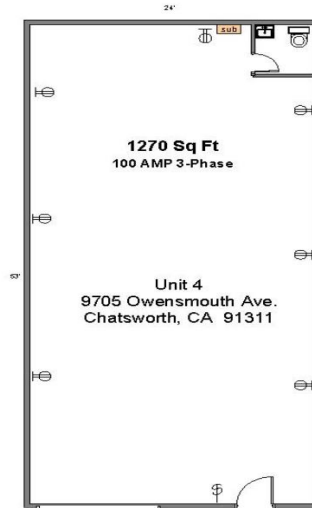 24'
sub
1270 Sq Ft
100 AMP 3-Phase
53'
Unit 4
9705 Owensmouth Ave.
Chatsworth, CA 91311